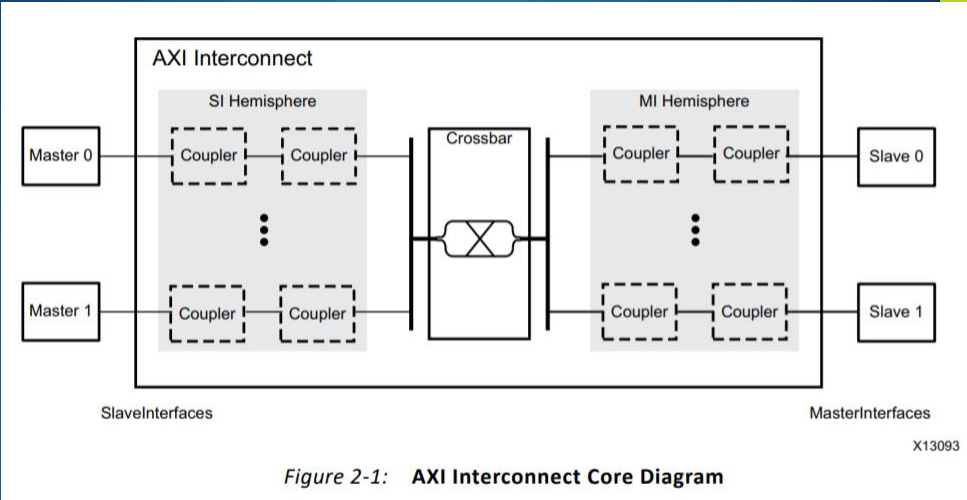 AXI Interconnect
SI Hemisphere
MI Hemisphere
Crossbar
Master 0
Coupler
Coupler
Coupler
Coupler
Slave 0
Master 1
Coupler
Coupler
Coupler
Coupler
Slave 1
SlaveInterfaces
MasterInterfaces
X13093
Figure 2-1: AXI Interconnect Core Diagram